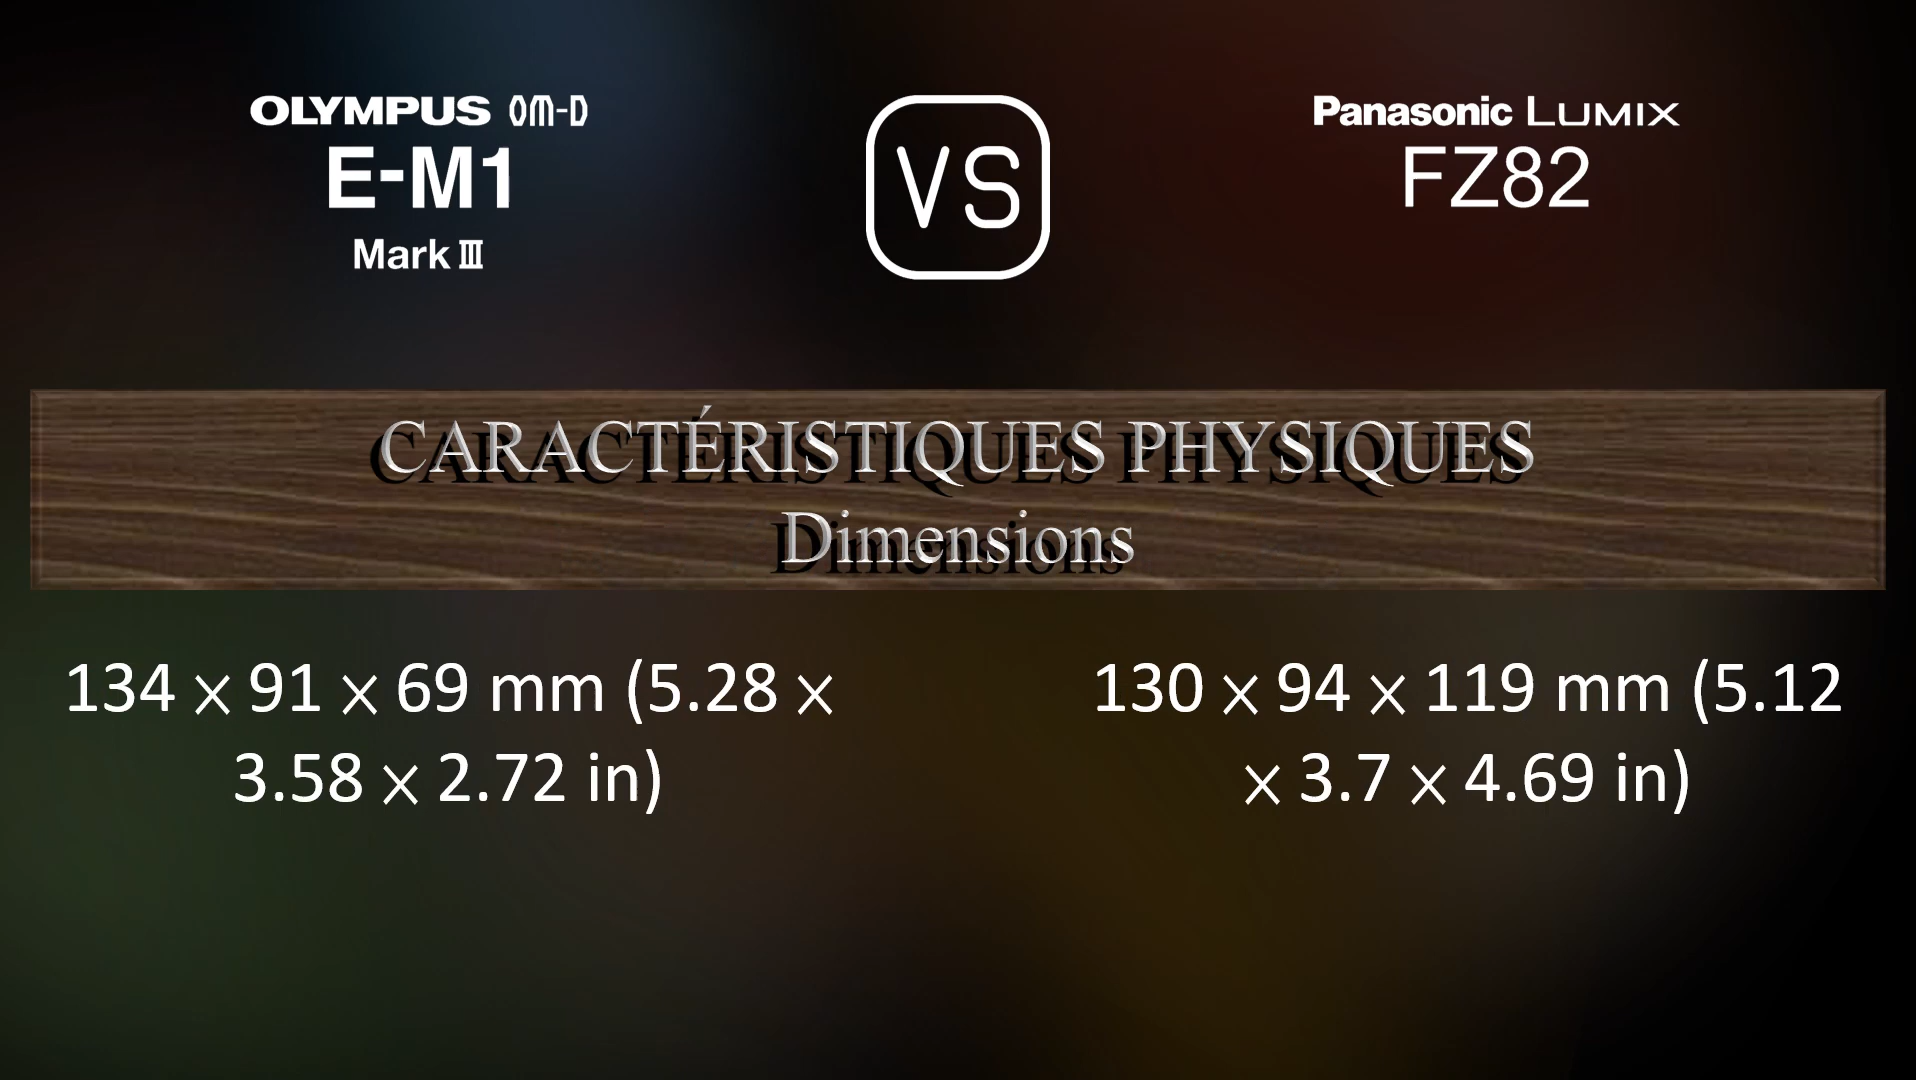 OLYMPUS OM-D
E-M1
Mark III
VS
Panasonic LUMIX
FZ82
CARACTÉRISTIQUES PHYSIQUES
Dimensions
134 x 91 x 69 mm (5.28 x
3.58 x 2.72 in)
130 x 94 x 119 mm (5.12
x 3.7 x 4.69 in)